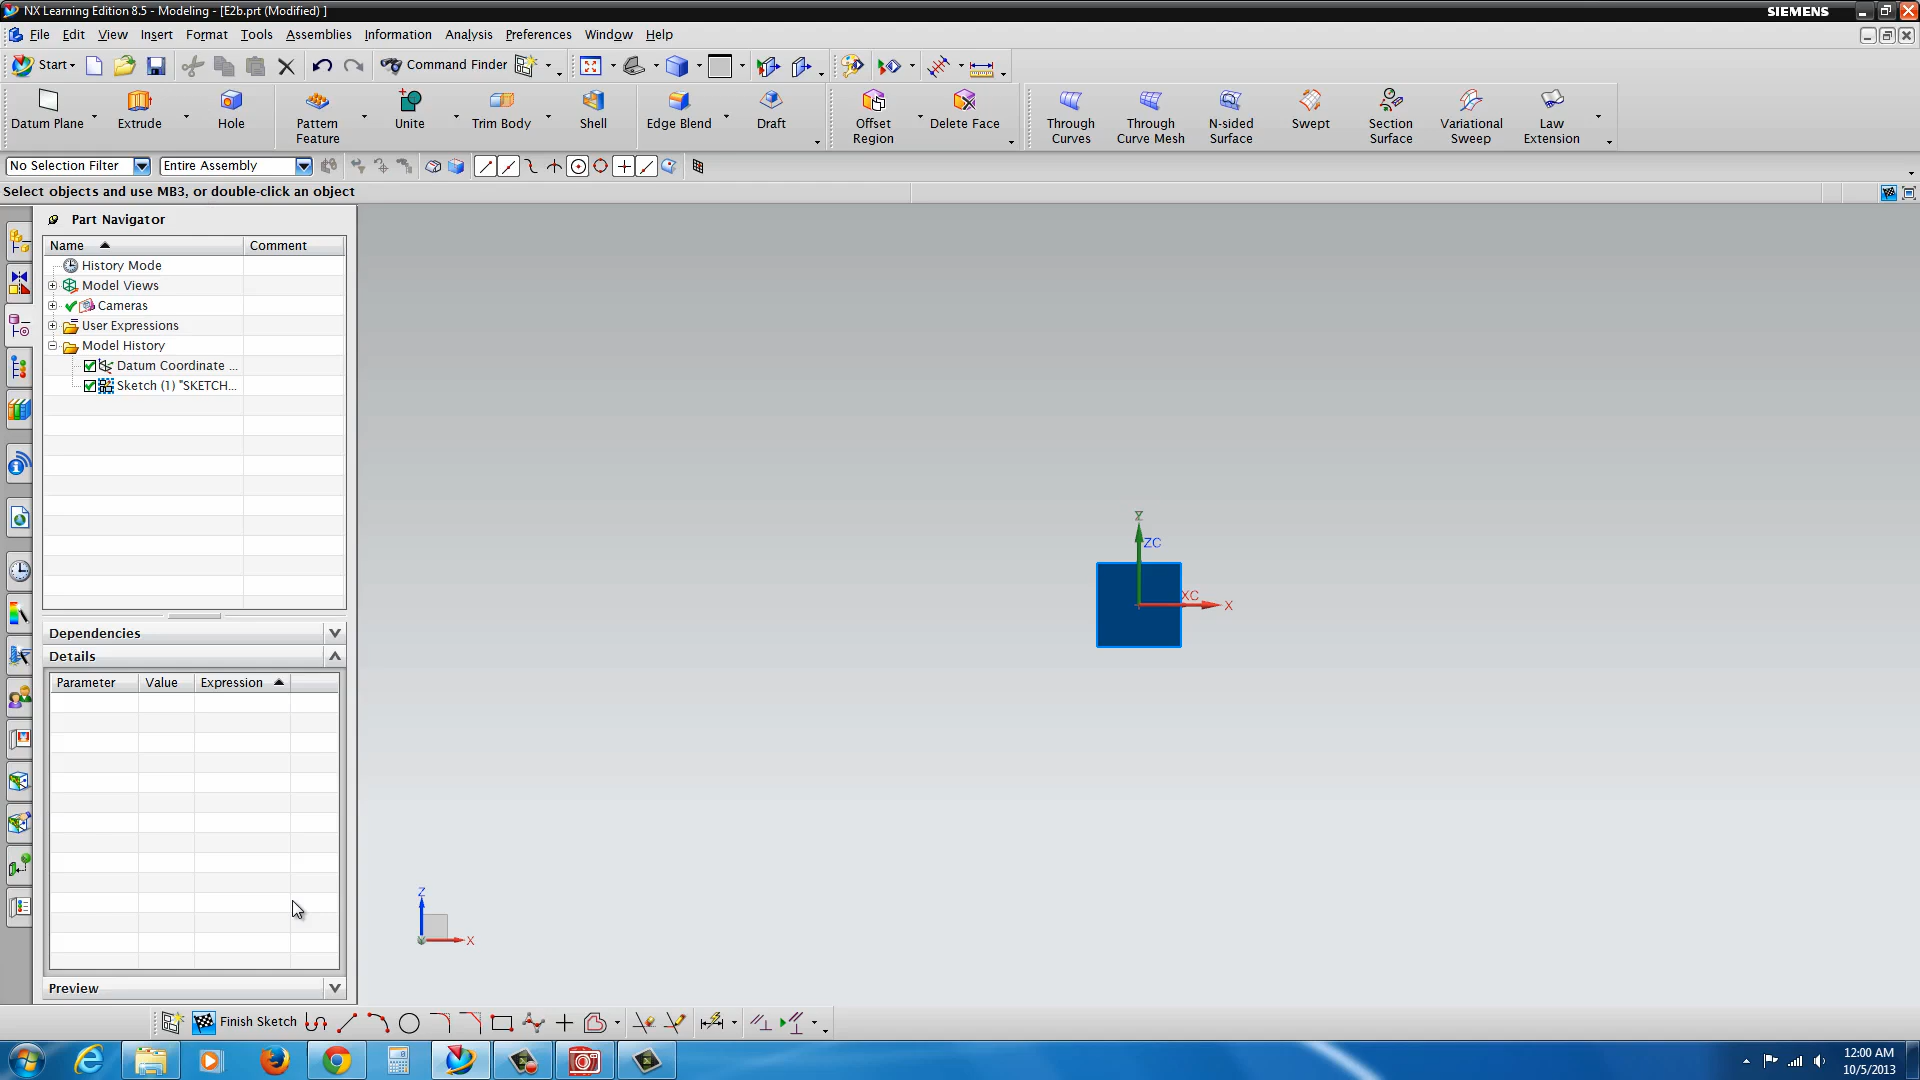 NX Learning Edition 8.5 - Modeling - [E2b.prt (Modified) ]
SIEMENS
File Edit View Insert Format Tools Assemblies Information Analysis Preferences Window Help
Start Command Finder
Datum Plane Extrude Hole Pattern Feature Unite Trim Body Shell Edge Blend Draft Offset Region Delete Face Through Curves Through Curve Mesh N-sided Surface Swept Section Surface Variational Sweep Law Extension
No Selection Filter Entire Assembly
Select objects and use MB3, or double-click an object
Part Navigator
Name Comment
History Mode
Model Views
Cameras
User Expressions
Model History
Datum Coordinate ...
Sketch (1) "SKETCH...
Z
ZC
XC
X
Dependencies
Details
Parameter Value Expression
Z
X
Y
Preview
Finish Sketch
12:00 AM
10/5/2013